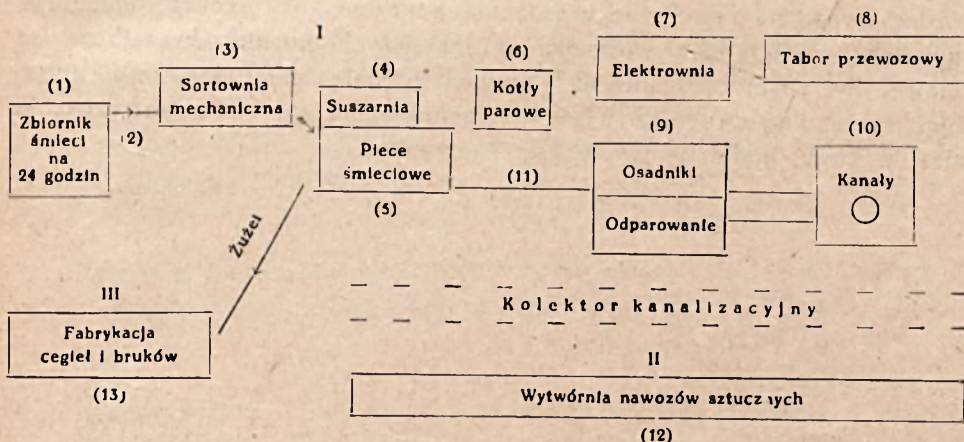 I
(1)
Zbiornik
śmieci
na
24 godzin
(2)
(3)
Sortownia
mechaniczna
(4)
Suszarnia
Piece
śmieciowe
(5)
(6)
Kotły
parowe
(7)
Elektrownia
(8)
Tabor przewozowy
(9)
Osadniki
Odparowanie
(10)
Kanały
(11)
Żużel
Kolektor kanalizacyjny
III
Fabrykacja
cegieł i bruków
(13)
II
Wytwórnia nawozów sztucznych
(12)